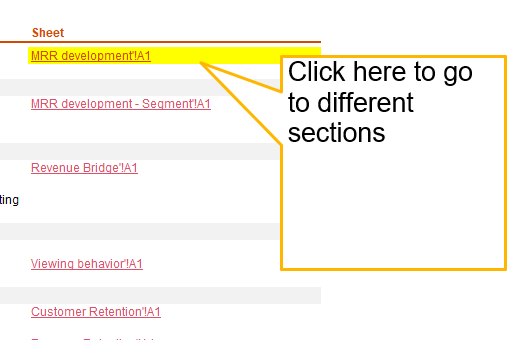 Sheet
MRR development'!A1
Click here to go
to different
sections
MRR development - Segment'!A1
Revenue Bridge'!A1
ting
Viewing behavior'!A1
Customer Retention'!A1